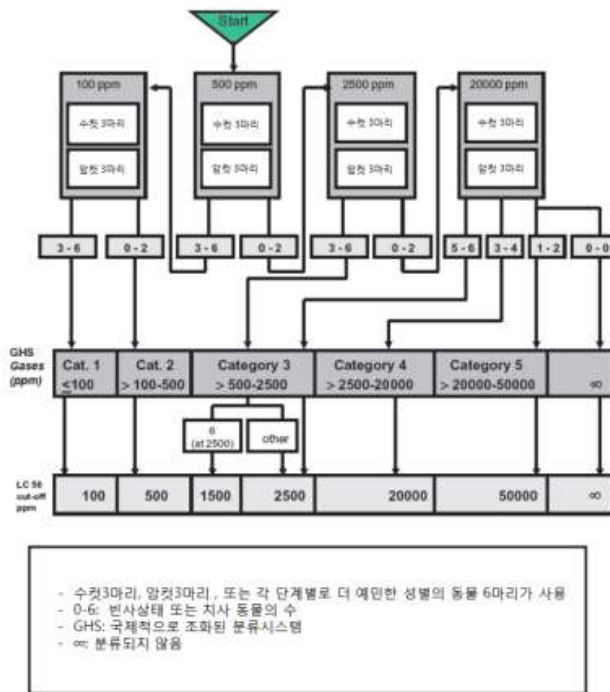 Start
100 ppm
500 ppm
2500 ppm
20000 ppm
수컷 3마리
수컷 3마리
수컷 3마리
수컷 3마리
암컷 3마리
암컷 3마리
암컷 3마리
암컷 3마리
3 - 6
0 - 2
3 - 6
0 - 2
3 - 6
0 - 2
5 - 6
3 - 4
1 - 2
0 - 0
GHS
Gases
(ppm)
Cat. 1
≤100
Cat. 2
> 100-500
Category 3
> 500-2500
Category 4
> 2500-20000
Category 5
> 20000-50000
∞
6
(at 2500)
other
LC 50
cut-off
ppm
100
500
1500
2500
20000
50000
∞
- 수컷3마리, 암컷3마리 , 또는 각 단계별로 더 예민한 성별의 동물 6마리가 사용
- 0-6: 빈사상태 또는 치사 동물의 수
- GHS: 국제적으로 조화된 분류시스템
- ∞: 분류되지 않음